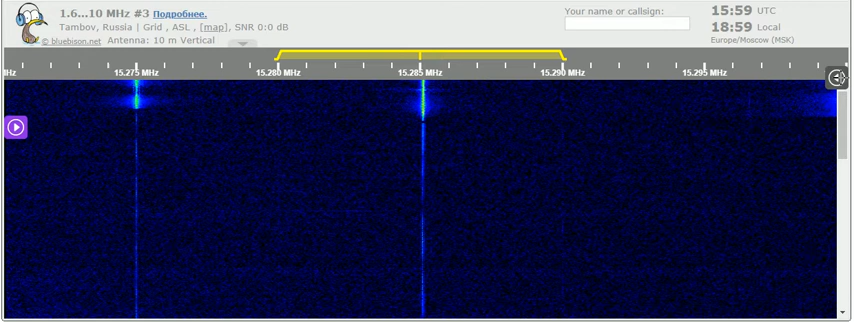 1.6...10 MHz #3 Подробнее.
Tambov, Russia | Grid , ASL , [map], SNR 0:0 dB
© bluebison.net Antenna: 10 m Vertical
Your name or callsign:
15:59 UTC
18:59 Local
Europe/Moscow (MSK)
Hz 15.275 MHz 15.280 MHz 15.285 MHz 15.290 MHz 15.295 MHz